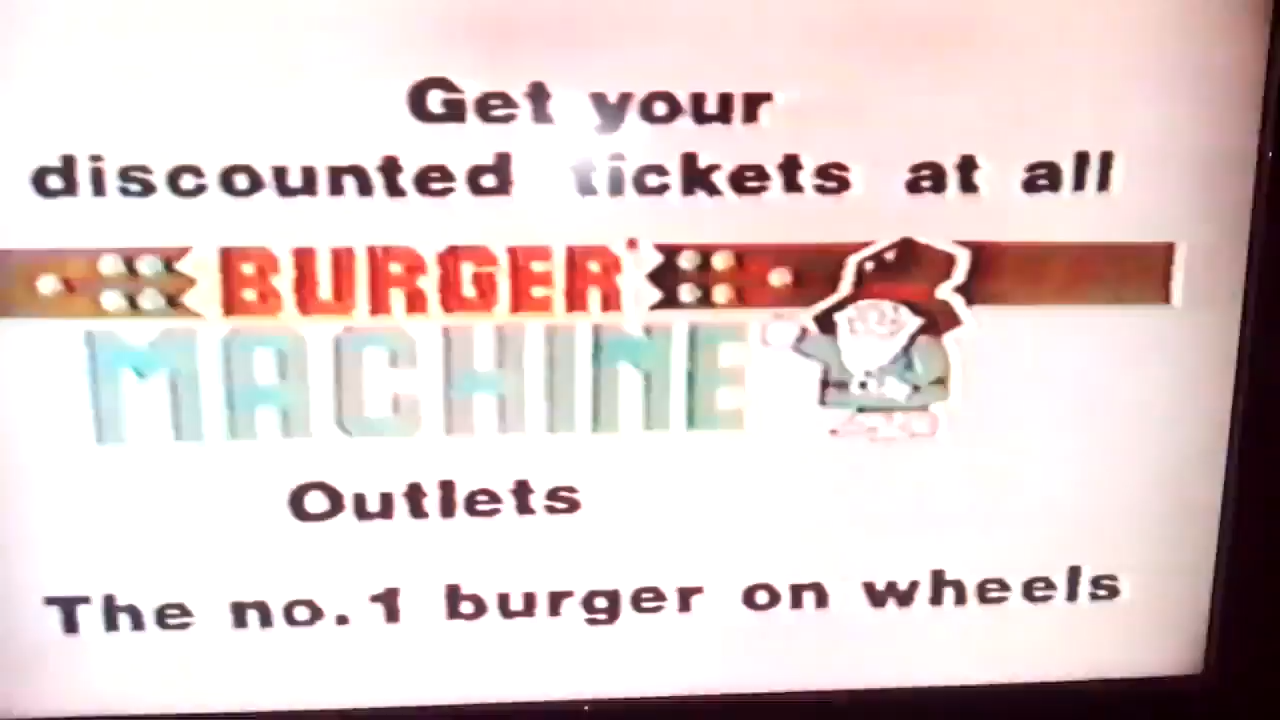 Get your
discounted tickets at all
BURGER
MACHINE
Outlets
The no.1 burger on wheels